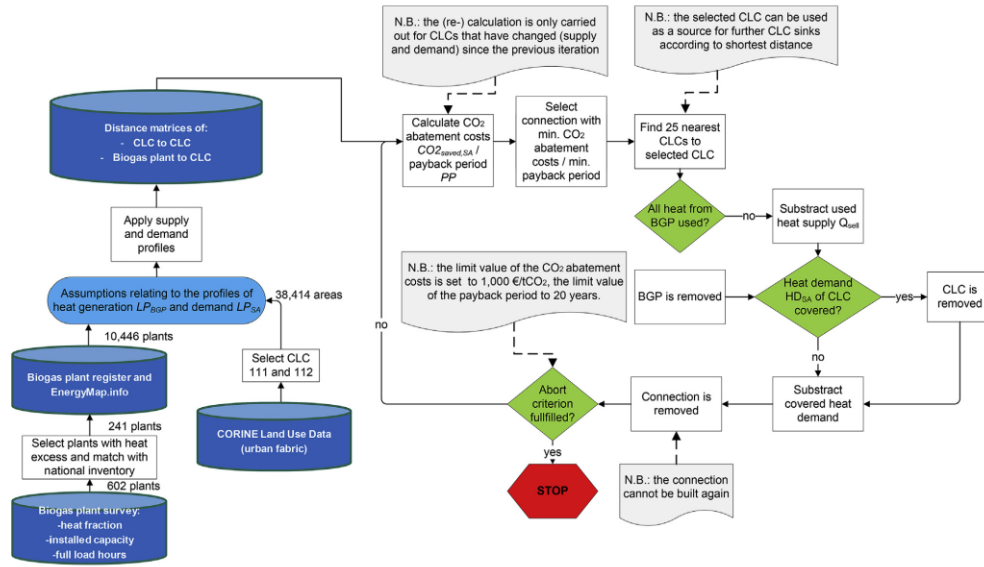 N.B.: the (re-) calculation is only carried
out for CLCs that have changed (supply
and demand) since the previous iteration
N.B.: the selected CLC can be used
as a source for further CLC sinks
according to shortest distance
Distance matrices of:
- CLC to CLC
- Biogas plant to CLC
Calculate CO₂
abatement costs
CO2saved,SA /
payback period
PP
Select
connection with
min. CO₂
abatement
costs / min.
payback period
Find 25 nearest
CLCs to
selected CLC
Apply supply
and demand
profiles
All heat from
BGP used?
no
Substract used
heat supply Qsell
N.B.: the limit value of the CO₂ abatement
costs is set to 1,000 €/tCO₂, the limit value
of the payback period to 20 years.
Assumptions relating to the profiles of
heat generation LPBGP and demand LPSA
38,414 areas
BGP is removed
Heat demand
HDSA of CLC
covered?
yes
CLC is
removed
no
10,446 plants
no
Biogas plant register and
EnergyMap.info
Select CLC
111 and 112
Abort
criterion
fullfilled?
Connection is
removed
Substract
covered heat
demand
241 plants
Select plants with heat
excess and match with
national inventory
CORINE Land Use Data
(urban fabric)
yes
STOP
N.B.: the connection
cannot be built again
602 plants
Biogas plant survey:
-heat fraction
-installed capacity
-full load hours